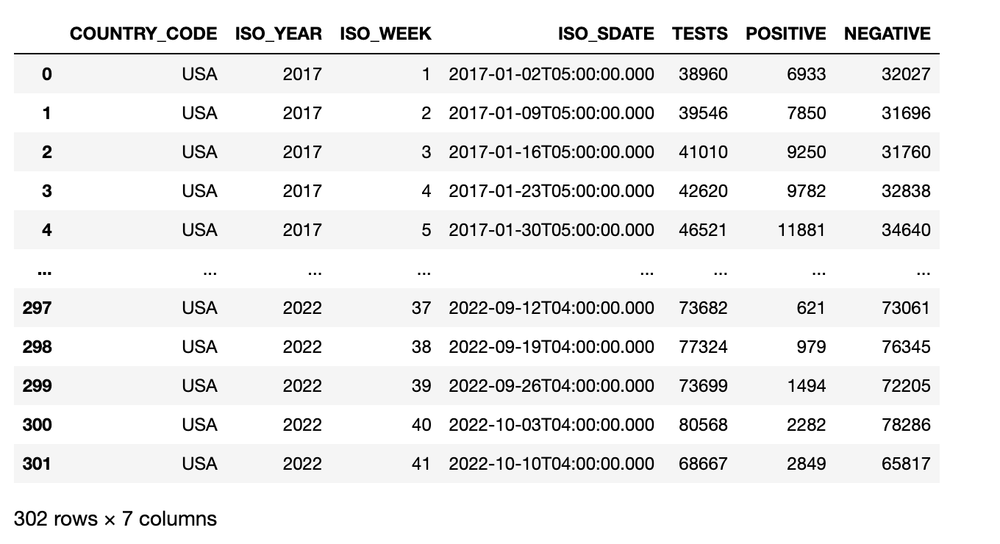 COUNTRY_CODE ISO_YEAR ISO_WEEK ISO_SDATE TESTS POSITIVE NEGATIVE
0 USA 2017 1 2017-01-02T05:00:00.000 38960 6933 32027
1 USA 2017 2 2017-01-09T05:00:00.000 39546 7850 31696
2 USA 2017 3 2017-01-16T05:00:00.000 41010 9250 31760
3 USA 2017 4 2017-01-23T05:00:00.000 42620 9782 32838
4 USA 2017 5 2017-01-30T05:00:00.000 46521 11881 34640
... ... ... ... ... ... ... ...
297 USA 2022 37 2022-09-12T04:00:00.000 73682 621 73061
298 USA 2022 38 2022-09-19T04:00:00.000 77324 979 76345
299 USA 2022 39 2022-09-26T04:00:00.000 73699 1494 72205
300 USA 2022 40 2022-10-03T04:00:00.000 80568 2282 78286
301 USA 2022 41 2022-10-10T04:00:00.000 68667 2849 65817
302 rows × 7 columns